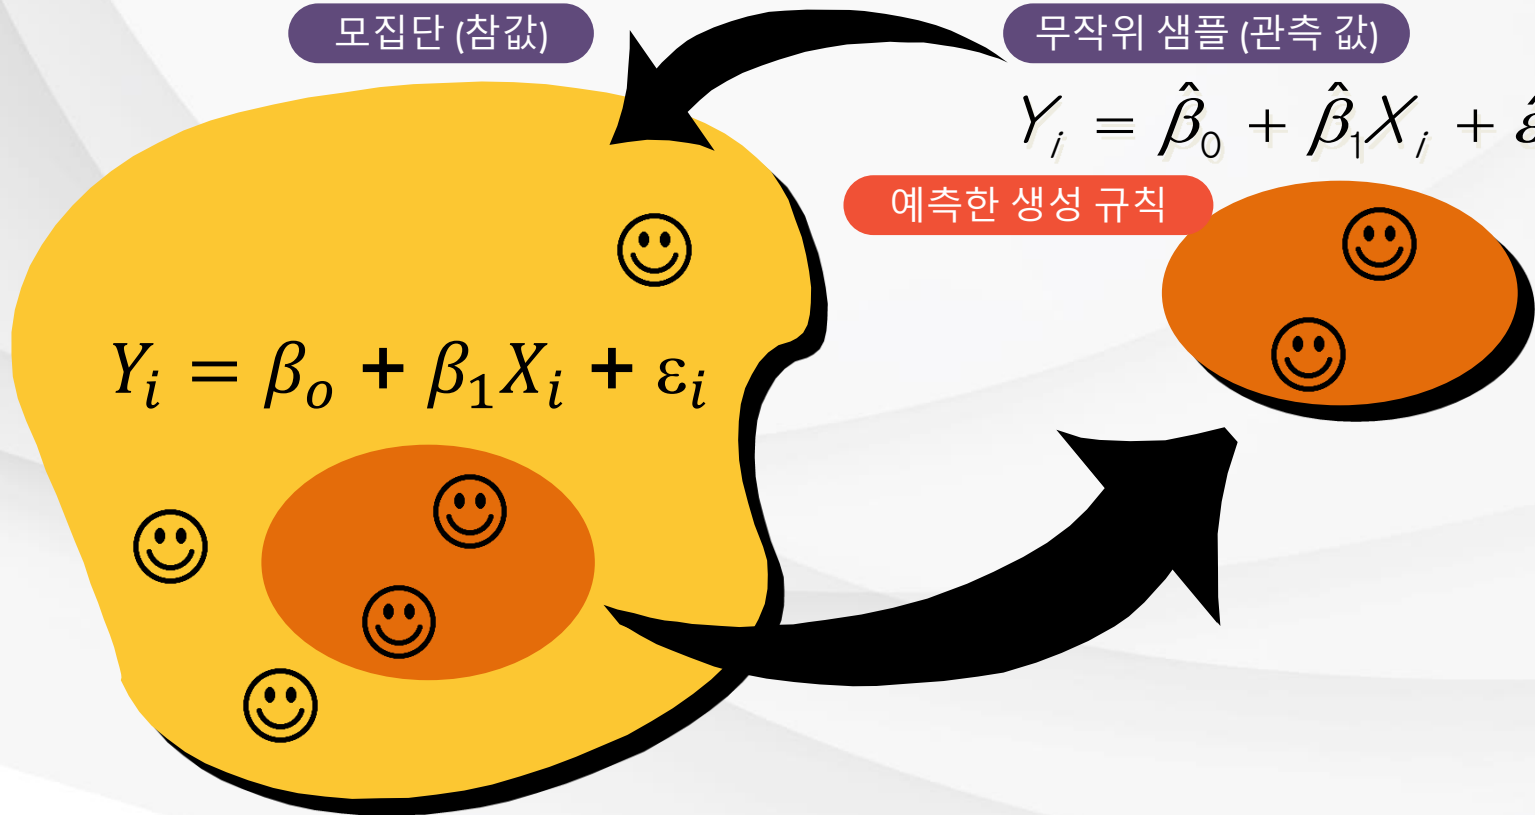 모집단 (참값)
무작위 샘플 (관측 값)
Y_i = β̂_0 + β̂_1X_i + ε̂
예측한 생성 규칙
Y_i = β_o + β_1X_i + ε_i